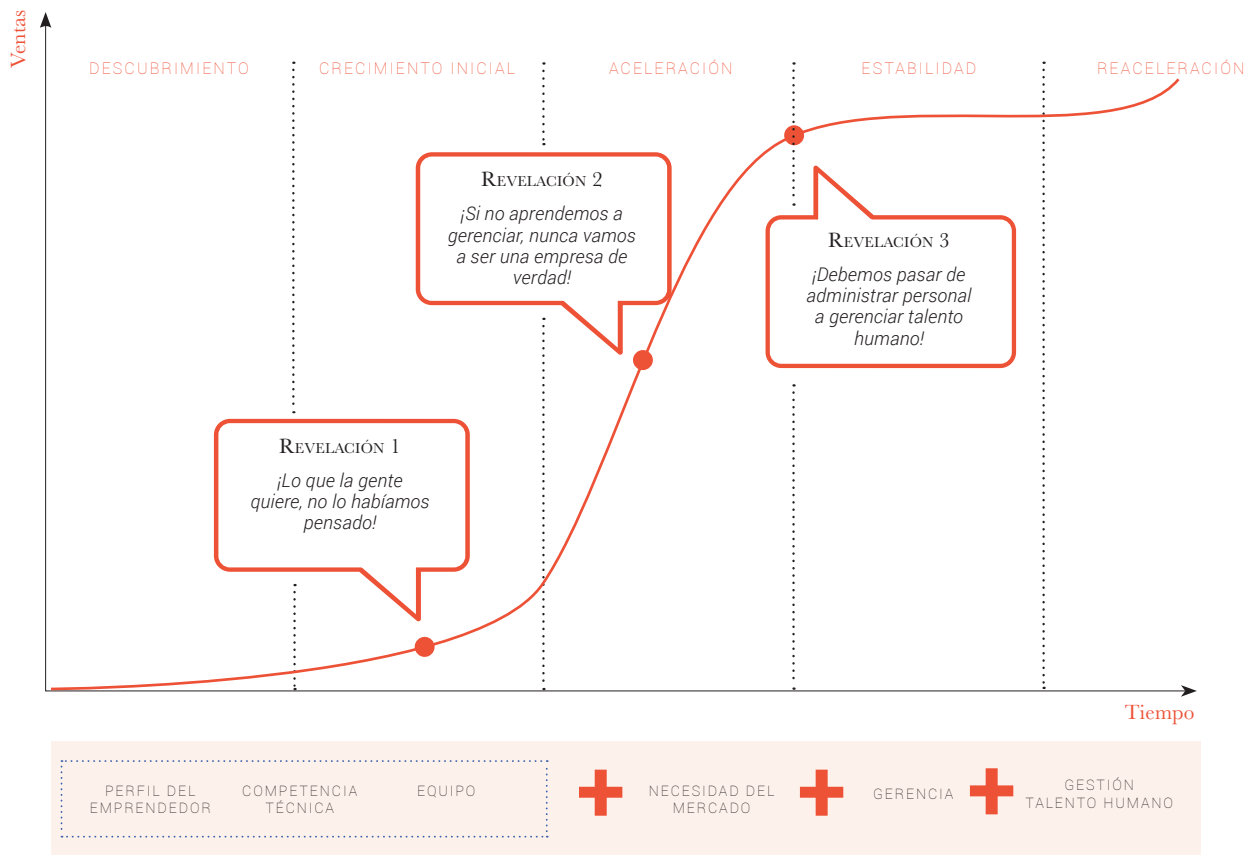 Ventas
DESCUBRIMIENTO
CRECIMIENTO INICIAL
ACELERACIÓN
ESTABILIDAD
REACELERACIÓN
REVELACIÓN 2
¡Si no aprendemos a
gerenciar, nunca vamos
a ser una empresa de
verdad!
REVELACIÓN 3
¡Debemos pasar de
administrar personal
a gerenciar talento
humano!
REVELACIÓN 1
¡Lo que la gente
quiere, no lo habíamos
pensado!
Tiempo
PERFIL DEL
EMPRENDEDOR
COMPETENCIA
TÉCNICA
EQUIPO
NECESIDAD DEL
MERCADO
GERENCIA
GESTIÓN
TALENTO HUMANO